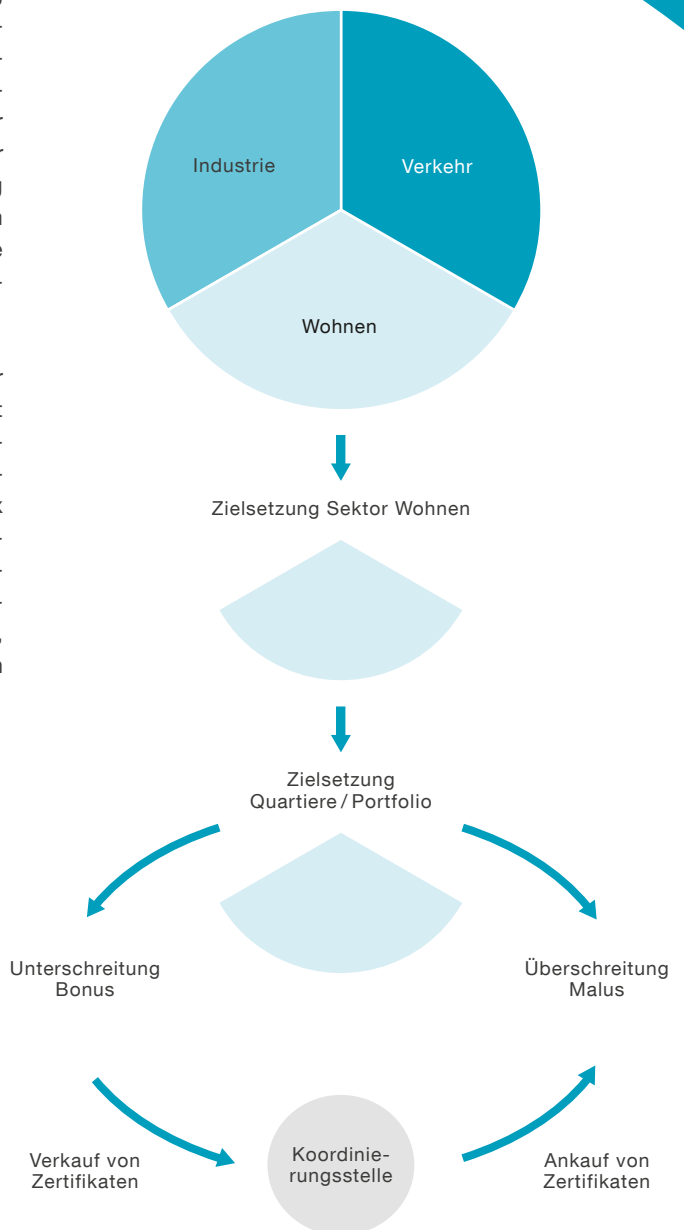 Industrie
Verkehr
Wohnen
Zielsetzung Sektor Wohnen
Zielsetzung
Quartiere / Portfolio
Unterschreitung
Bonus
Überschreitung
Malus
Verkauf von
Zertifikaten
Koordinie-
rungsstelle
Ankauf von
Zertifikaten